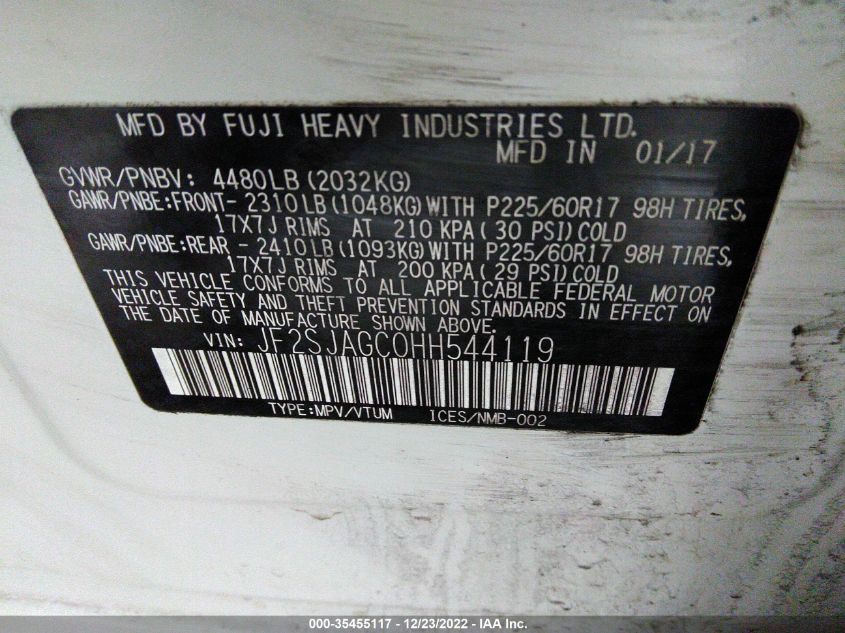 MFD BY FUJI HEAVY INDUSTRIES LTD.
MFD IN 01/17
GVWR/PNBV: 4480LB (2032KG)
GAWR/PNBE:FRONT- 2310LB (1048KG) WITH P225/60R17 98H TIRES,
17X7J RIMS AT 210 KPA (30 PSI) COLD
GAWR/PNBE:REAR - 2410LB (1093KG) WITH P225/60R17 98H TIRES,
17X7J RIMS AT 200 KPA (29 PSI) COLD
THIS VEHICLE CONFORMS TO ALL APPLICABLE FEDERAL MOTOR
VEHICLE SAFETY AND THEFT PREVENTION STANDARDS IN EFFECT ON
THE DATE OF MANUFACTURE SHOWN ABOVE.
VIN: JF2SJAGC0HH544119
TYPE:MPV/VTUM ICES/NMB-002
000-35455117 - 12/23/2022 - IAA Inc.